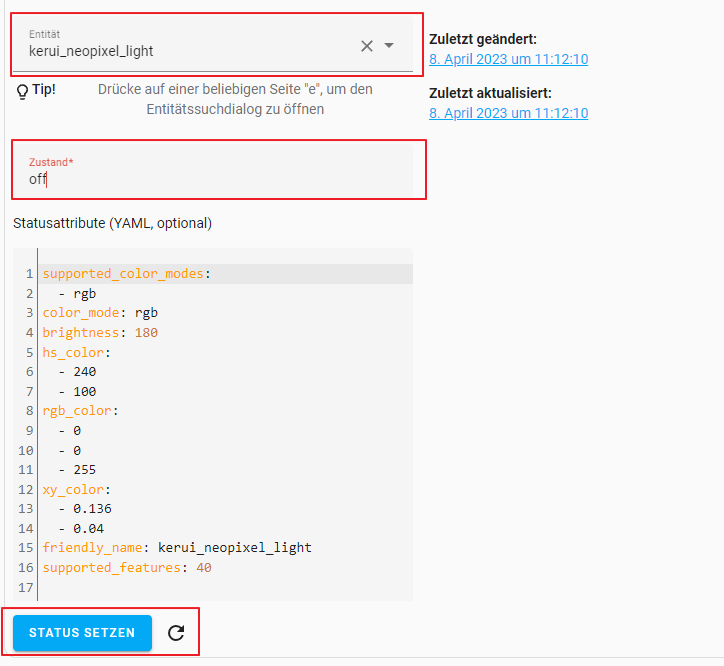 Entität
kerui_neopixel_light
Zuletzt geändert:
8. April 2023 um 11:12:10
Tip!
Drücke auf einer beliebigen Seite "e", um den
Entitätssuchdialog zu öffnen
Zuletzt aktualisiert:
8. April 2023 um 11:12:10
Zustand*
off
Statusattribute (YAML, optional)
1 supported_color_modes:
2   - rgb
3 color_mode: rgb
4 brightness: 180
5 hs_color:
6   - 240
7   - 100
8 rgb_color:
9   - 0
10   - 0
11   - 255
12 xy_color:
13   - 0.136
14   - 0.04
15 friendly_name: kerui_neopixel_light
16 supported_features: 40
17
STATUS SETZEN